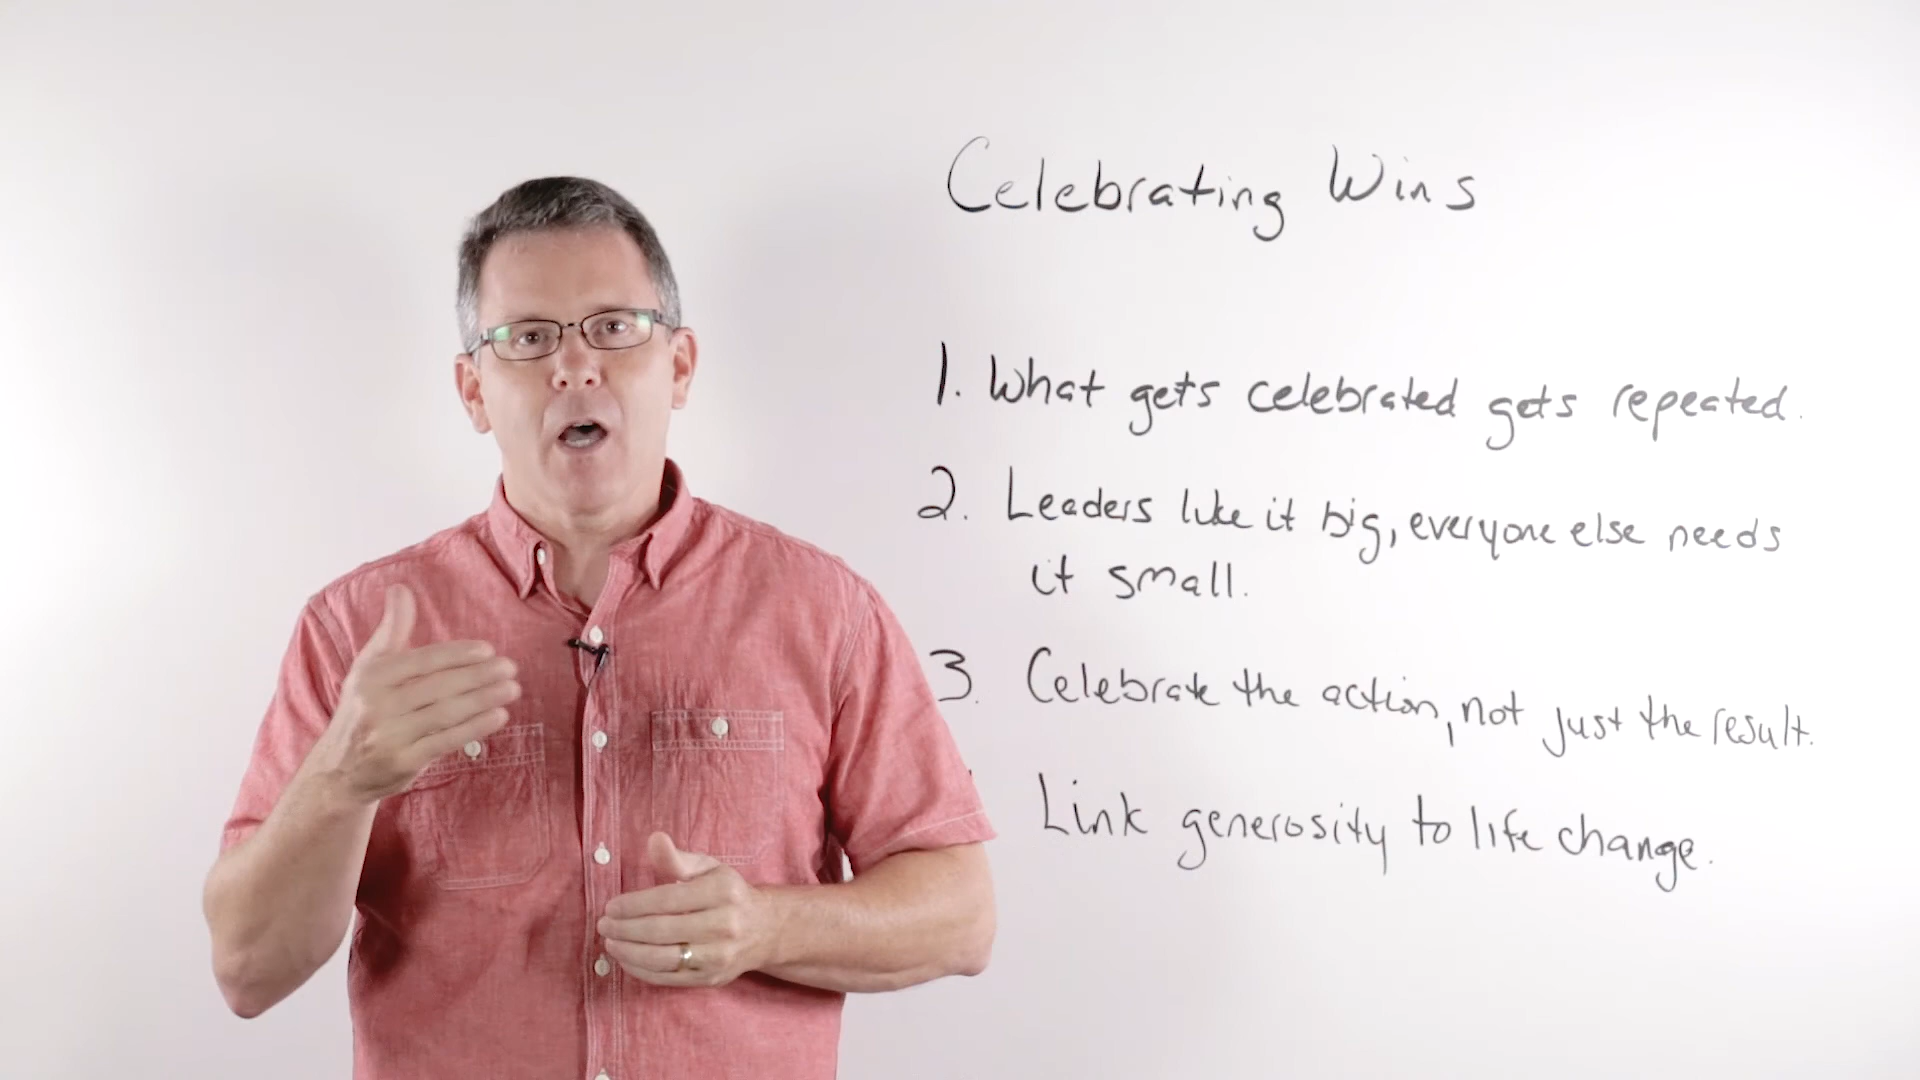 Celebrating Wins
1. What gets celebrated gets repeated.
2. Leaders like it big, everyone else needs
it small.
3. Celebrate the action, not just the result.
Link generosity to life change.